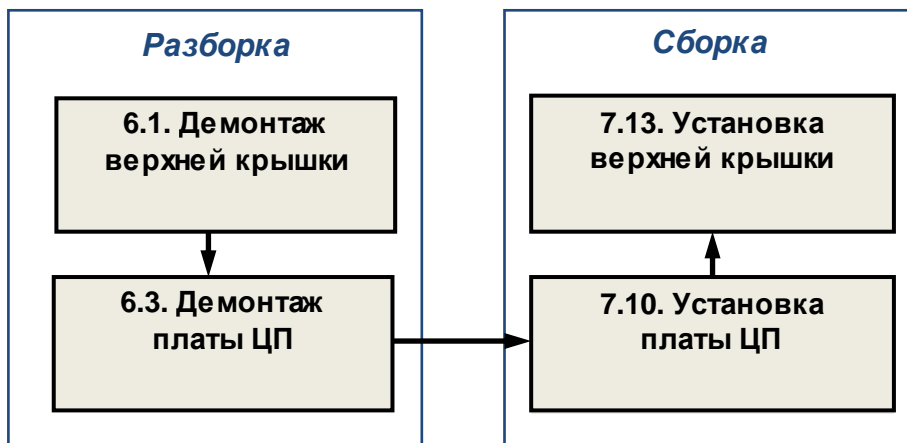 Разборка
6.1. Демонтаж
верхней крышки
6.3. Демонтаж
платы ЦП
Сборка
7.13. Установка
верхней крышки
7.10. Установка
платы ЦП